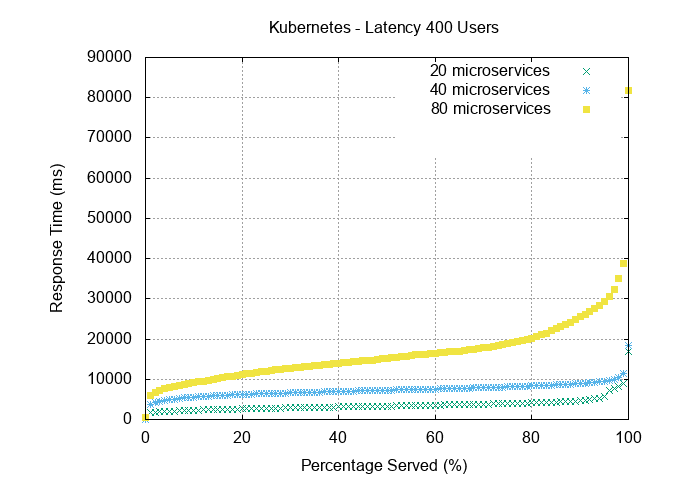 Kubernetes - Latency 400 Users
90000
80000
70000
60000
50000
40000
30000
20000
10000
0
Response Time (ms)
20 microservices
40 microservices
80 microservices
0 20 40 60 80 100
Percentage Served (%)